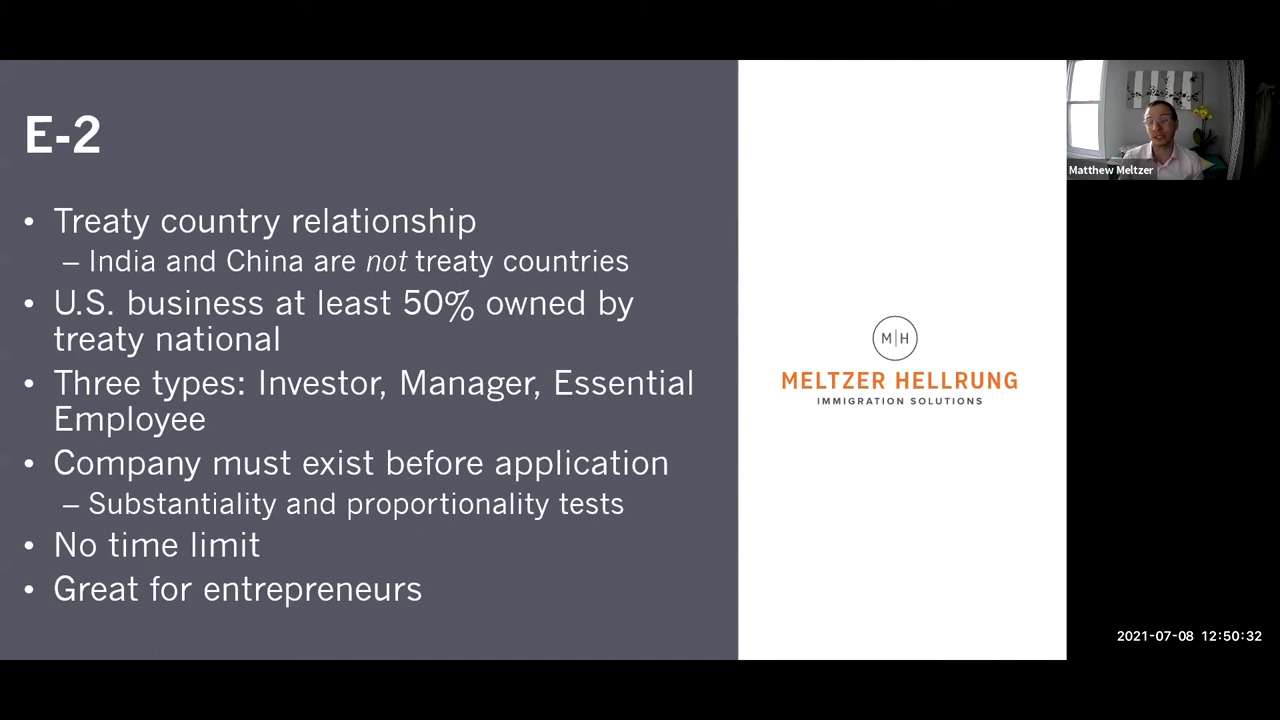 E-2
• Treaty country relationship
– India and China are not treaty countries
• U.S. business at least 50% owned by
treaty national
• Three types: Investor, Manager, Essential
Employee
• Company must exist before application
– Substantiality and proportionality tests
• No time limit
• Great for entrepreneurs
M|H
MELTZER HELLRUNG
IMMIGRATION SOLUTIONS
Matthew Meltzer
2021-07-08 12:50:32